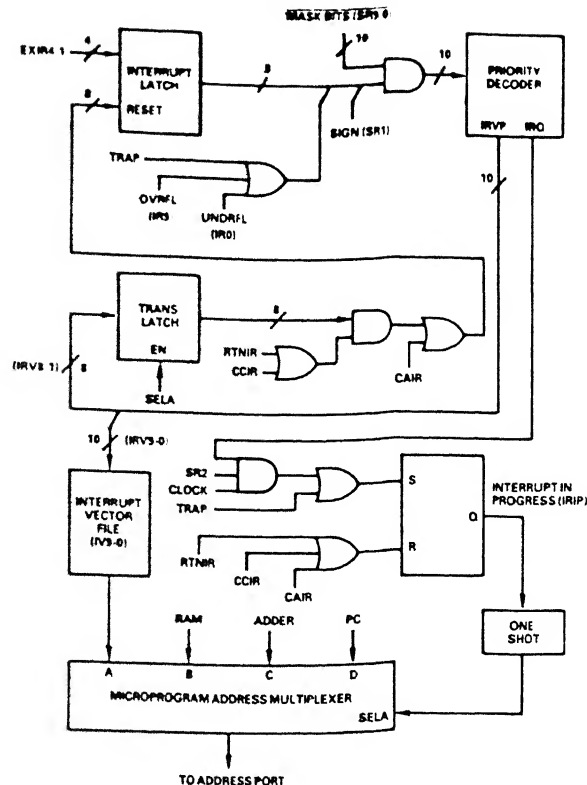 MASK BITS (SR9-0)
10
EXIR4 1
4
INTERRUPT
LATCH
8
RESET
8
10
PRIORITY
DECODER
IRVP
IRQ
SIGN (SR1)
TRAP
OVRFL
(IR9)
UNDRFL
(IR0)
10
TRANS
LATCH
EN
8
(IRV8 1)
8
RTNIR
CCIR
CAIR
SELA
10
(IRV9-0)
INTERRUPT
VECTOR
FILE
(IV9-0)
SR2
CLOCK
TRAP
S
R
Q
INTERRUPT IN
PROGRESS (IRIP)
RTNIR
CCIR
CAIR
ONE
SHOT
RAM
ADDER
PC
A
B
C
D
MICROPROGRAM ADDRESS MULTIPLEXER
SELA
TO ADDRESS PORT